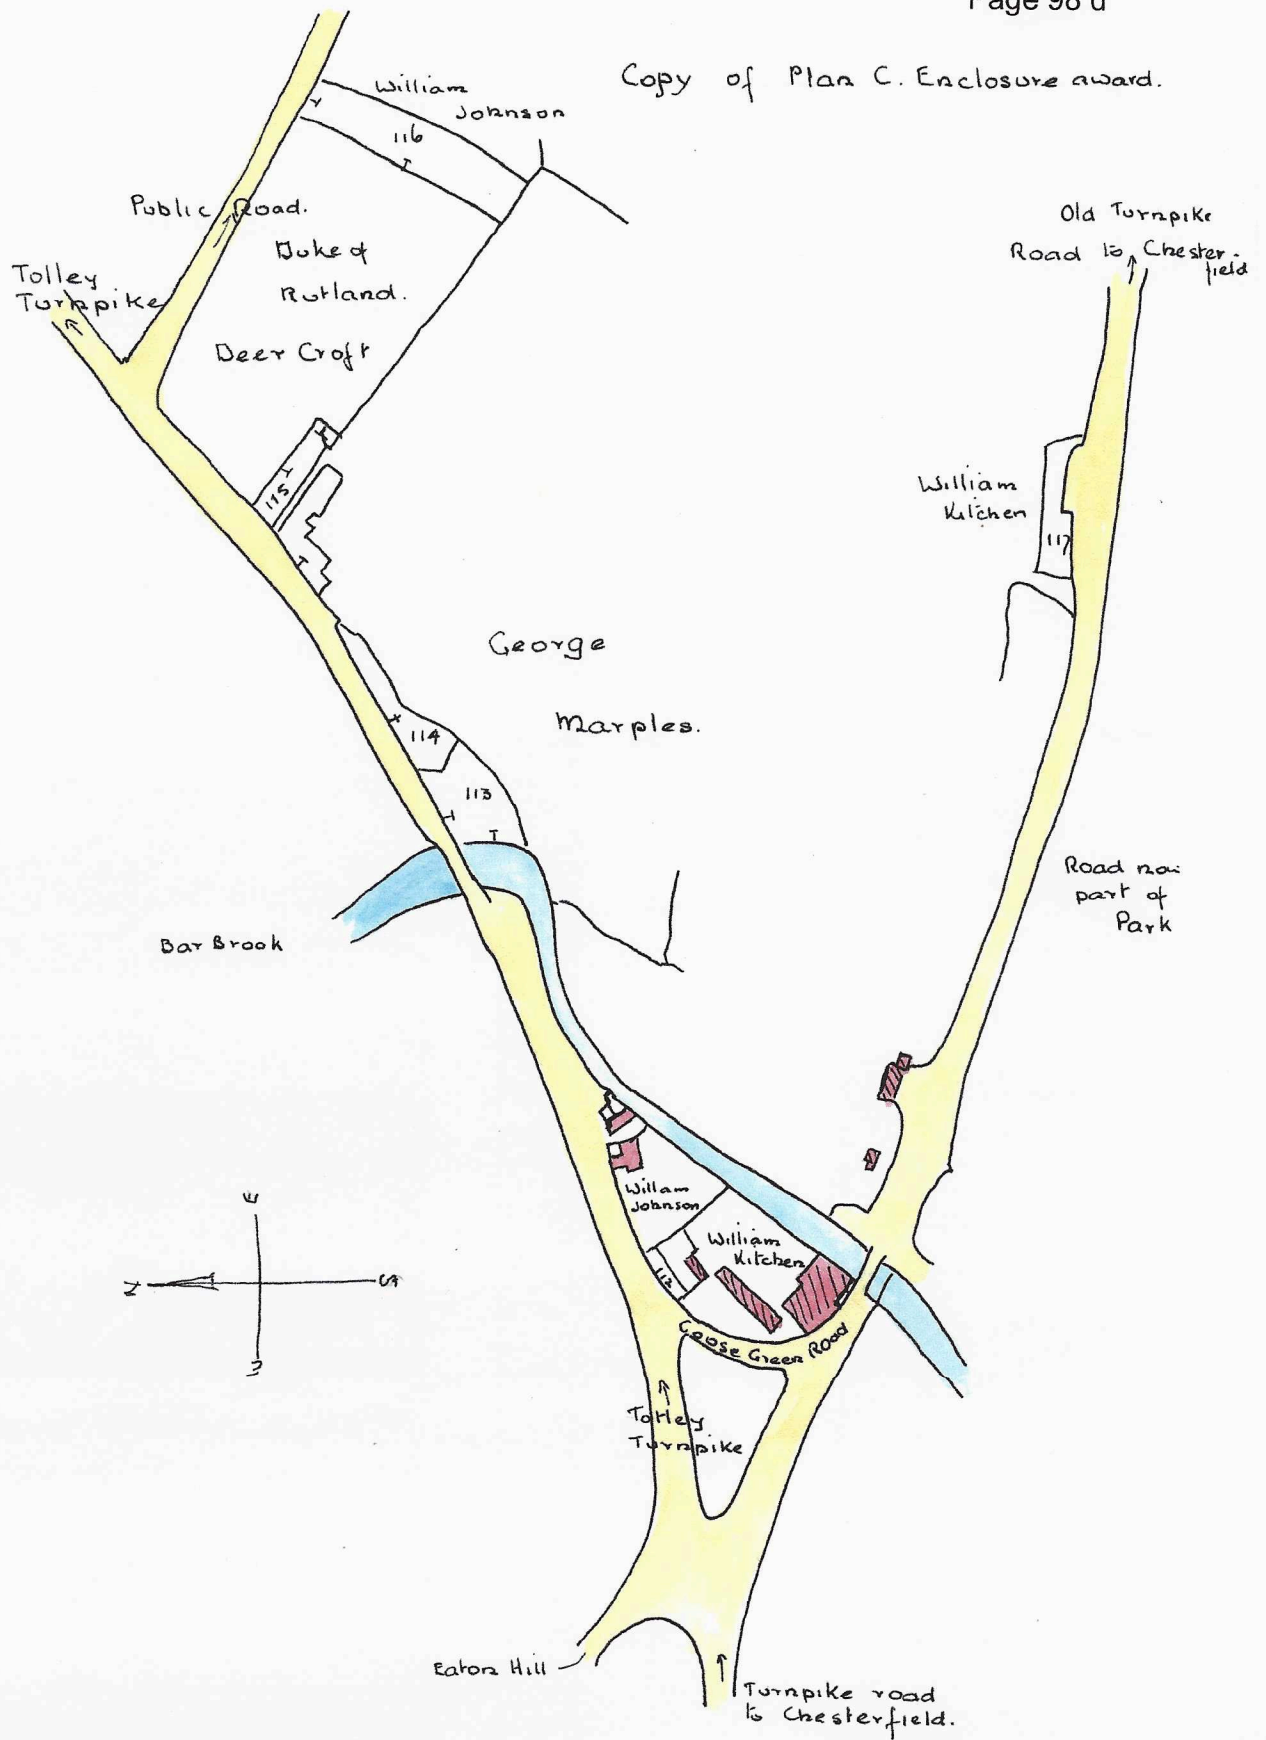 Page 98 d
Copy of Plan C. Enclosure award.
William
Johnson
116
Public Road.
Duke of
Rutland.
Deer Croft
Tolley
Turnpike
Old Turnpike
Road to Chester-
field
115
William
Kitchen
117
George
Marples.
114
113
Road now
part of
Park
Bar Brook
E
N
S
W
Willam
Johnson
William
Kitchen
112
Goose Green Road
Totley
Turnpike
Eaton Hill
Turnpike road
to Chesterfield.